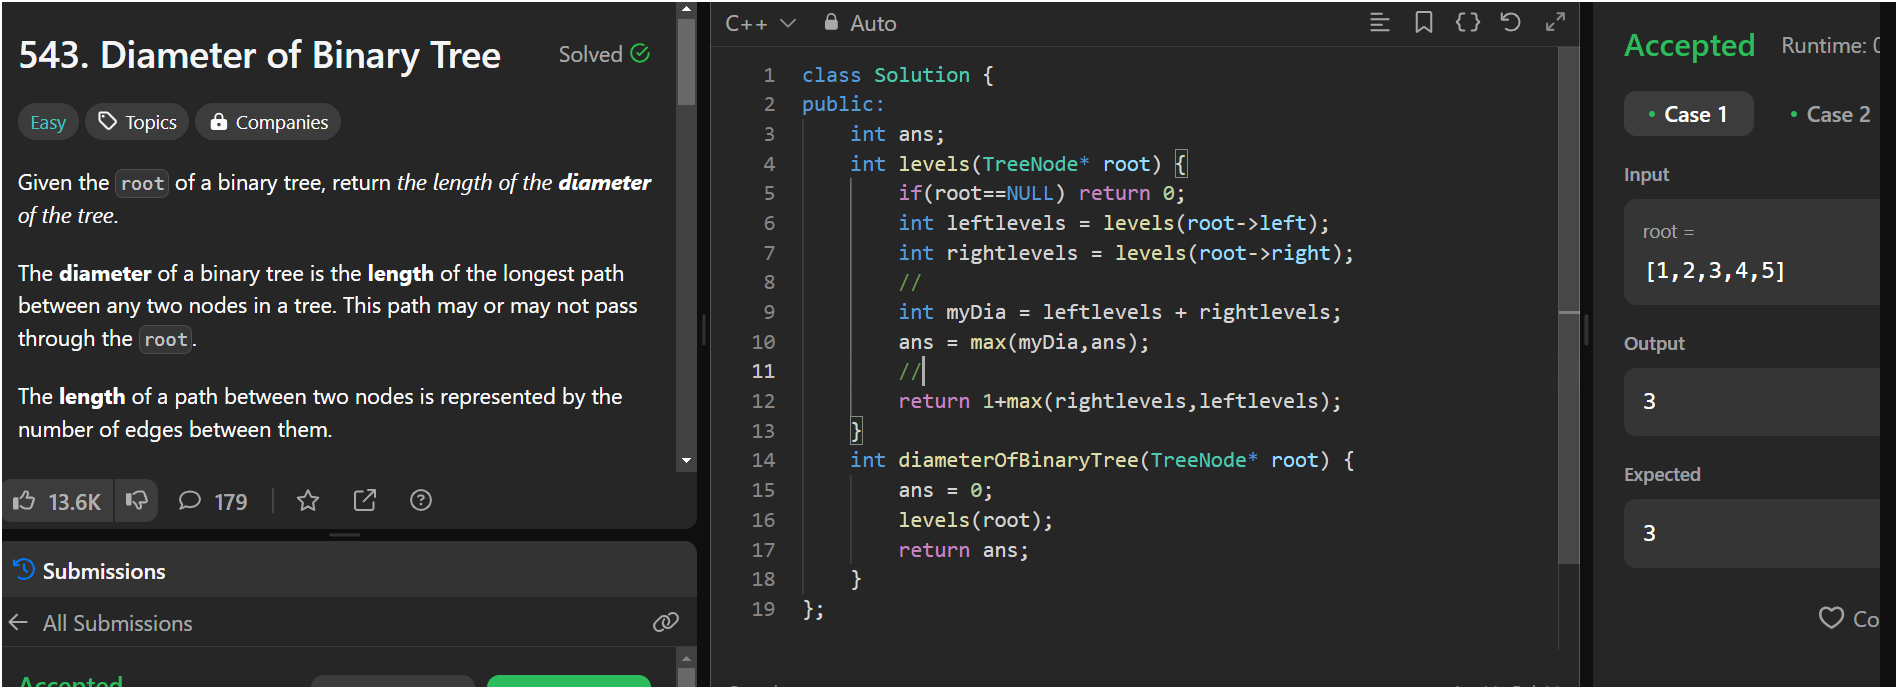 543. Diameter of Binary Tree
Solved
Easy
Topics
Companies
Given the root of a binary tree, return the length of the diameter
of the tree.
The diameter of a binary tree is the length of the longest path
between any two nodes in a tree. This path may or may not pass
through the root.
The length of a path between two nodes is represented by the
number of edges between them.
13.6K
179
Submissions
All Submissions
Accepted
C++
Auto
1 class Solution {
2 public:
3 int ans;
4 int levels(TreeNode* root) {
5 if(root==NULL) return 0;
6 int leftlevels = levels(root->left);
7 int rightlevels = levels(root->right);
8 //
9 int myDia = leftlevels + rightlevels;
10 ans = max(myDia,ans);
11 //
12 return 1+max(rightlevels,leftlevels);
13 }
14 int diameterOfBinaryTree(TreeNode* root) {
15 ans = 0;
16 levels(root);
17 return ans;
18 }
19 };
Accepted
Runtime: 0
Case 1
Case 2
Input
root =
[1,2,3,4,5]
Output
3
Expected
3
Co